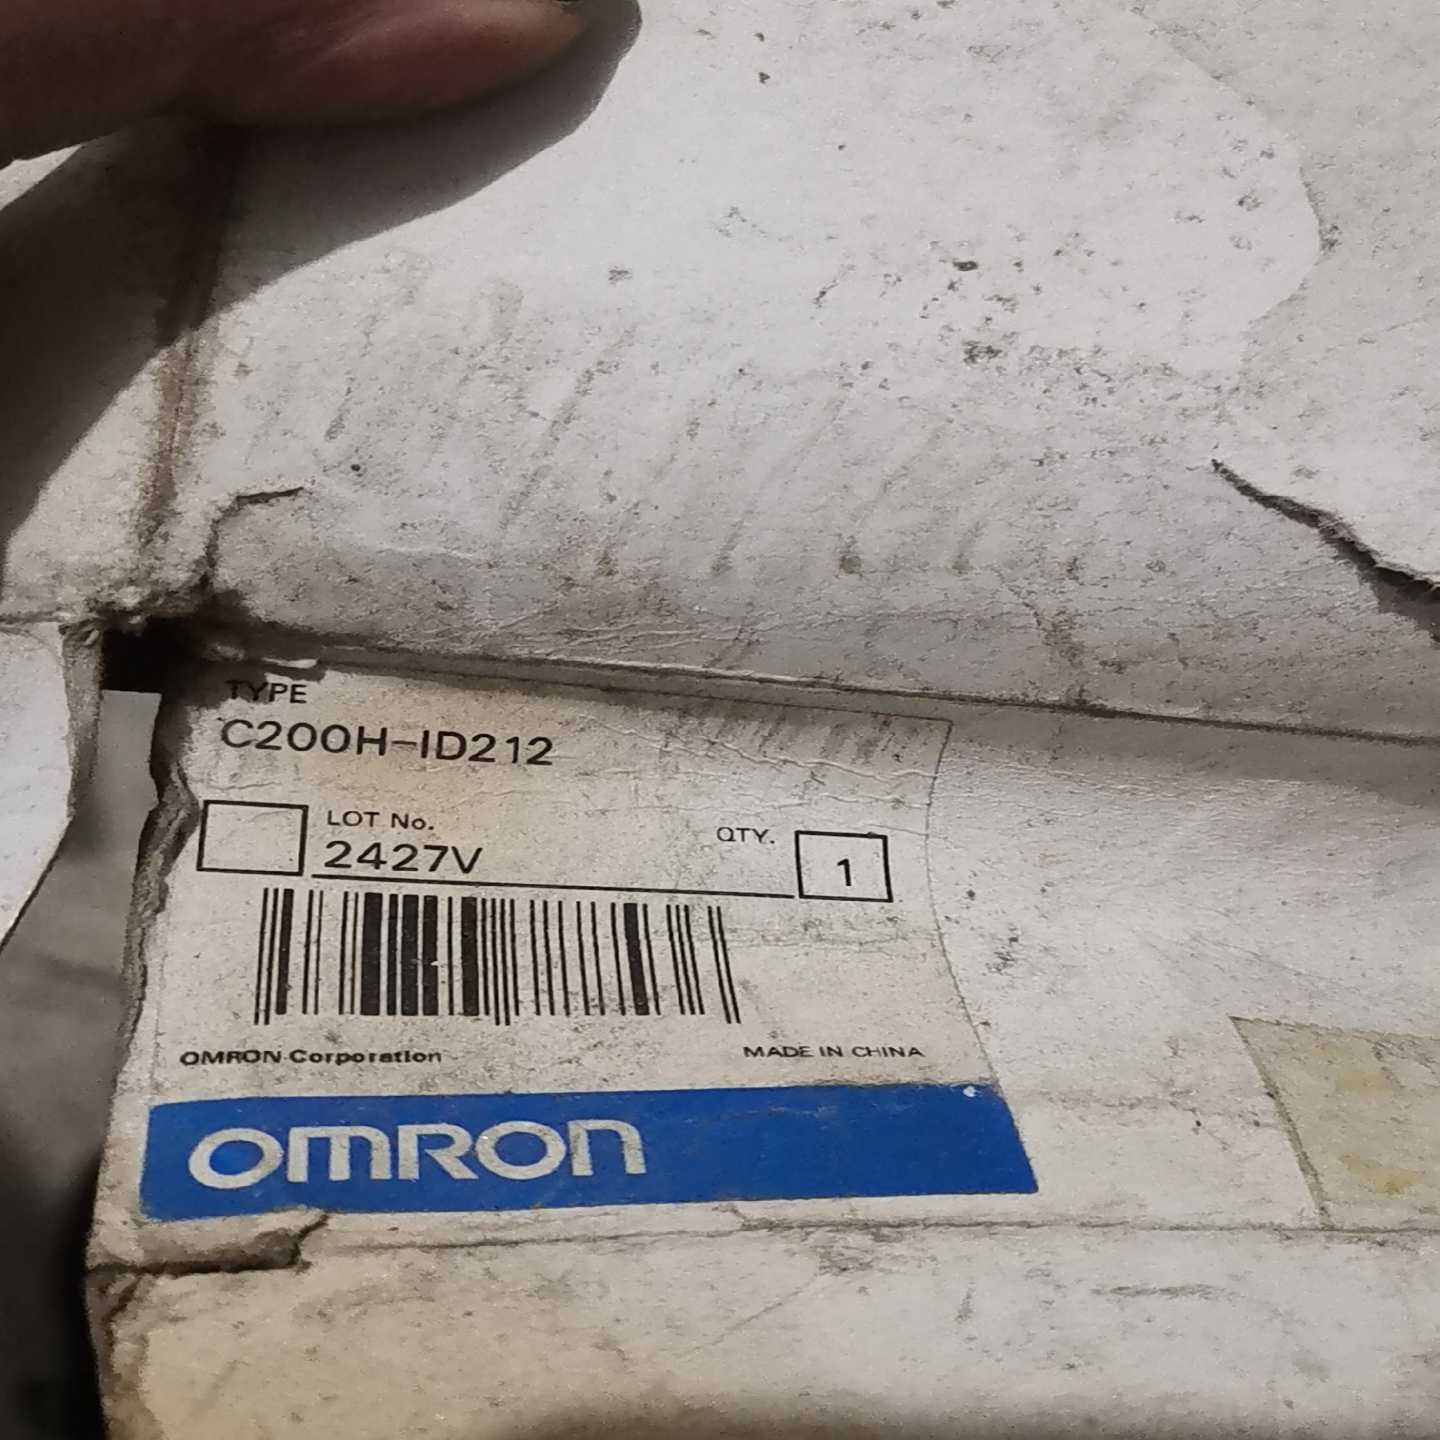 TYPE
C200H-ID212
LOT No.
2427V
QTY.
1
OMRON Corporation
MADE IN CHINA
OMRON